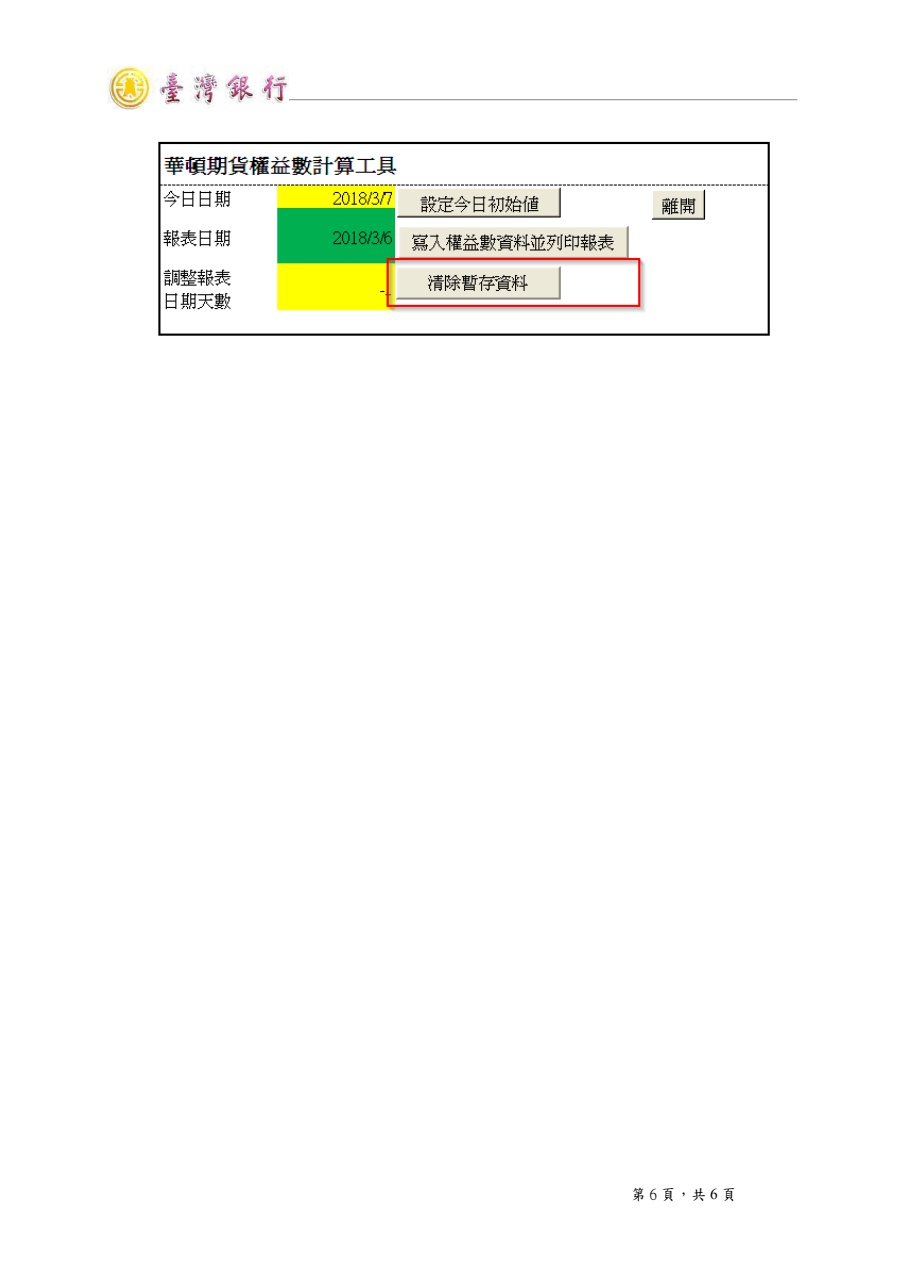 臺灣銀行
華頓期貨權益數計算工具
今日日期 2018/3/7 設定今日初始值 離開
報表日期 2018/3/6 寫入權益數資料並列印報表
調整報表
日期天數
清除暫存資料
第 6 頁，共 6 頁